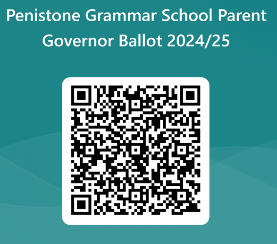 Penistone Grammar School Parent
Governor Ballot 2024/25